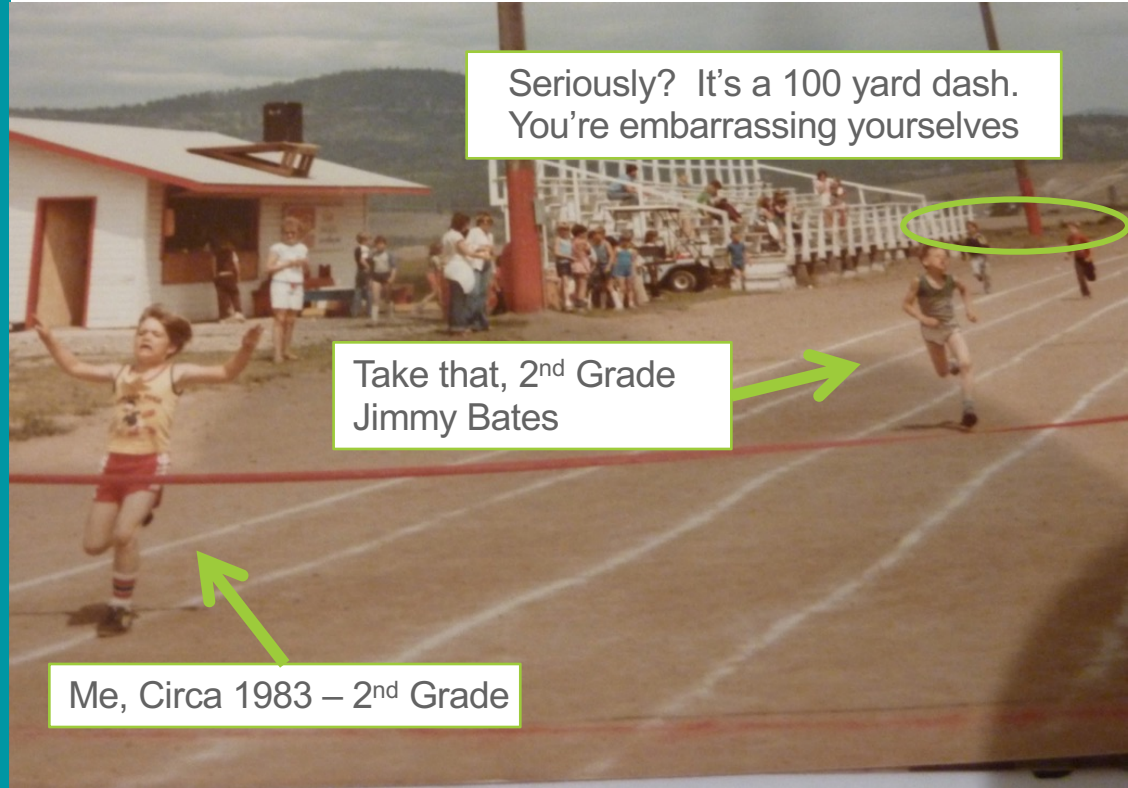 Seriously?  It’s a 100 yard dash.
You’re embarrassing yourselves
Take that, 2nd Grade
Jimmy Bates
Me, Circa 1983 – 2nd Grade